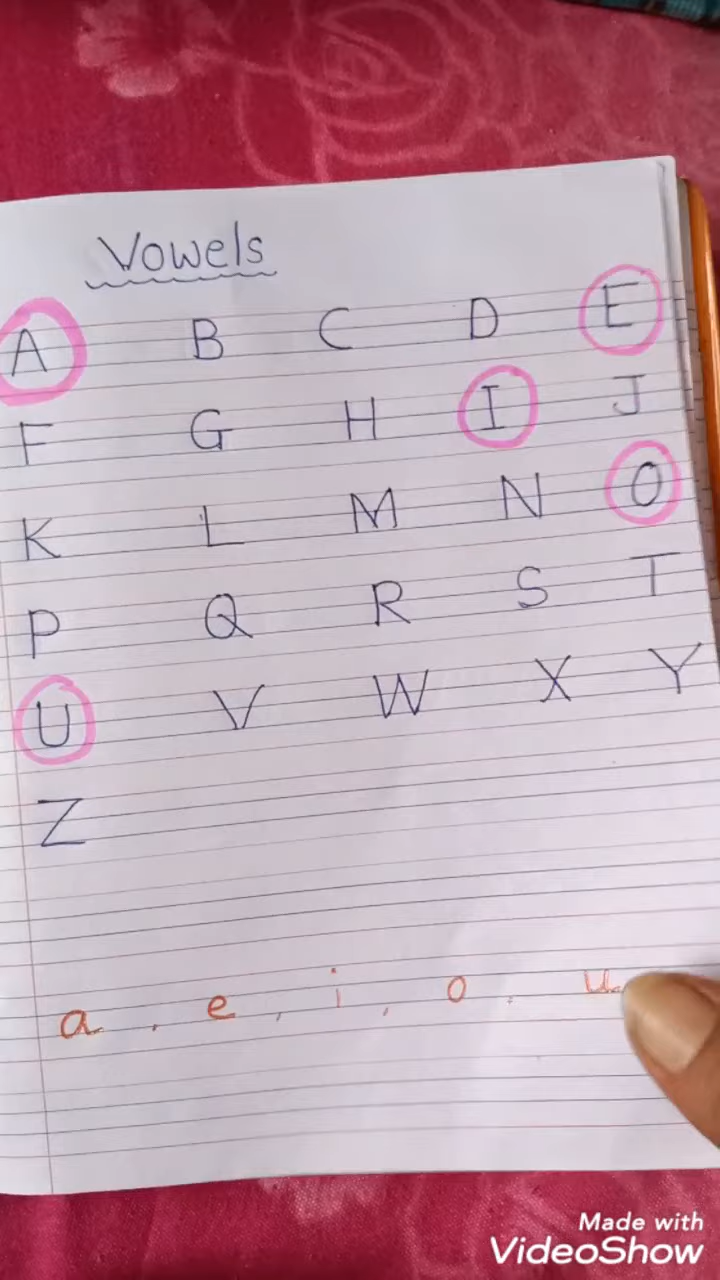 Vowels
A B C D E
F G H I J
K L M N O
P Q R S T
U V W X Y
Z
a , e , i , o , u
Made with
VideoShow